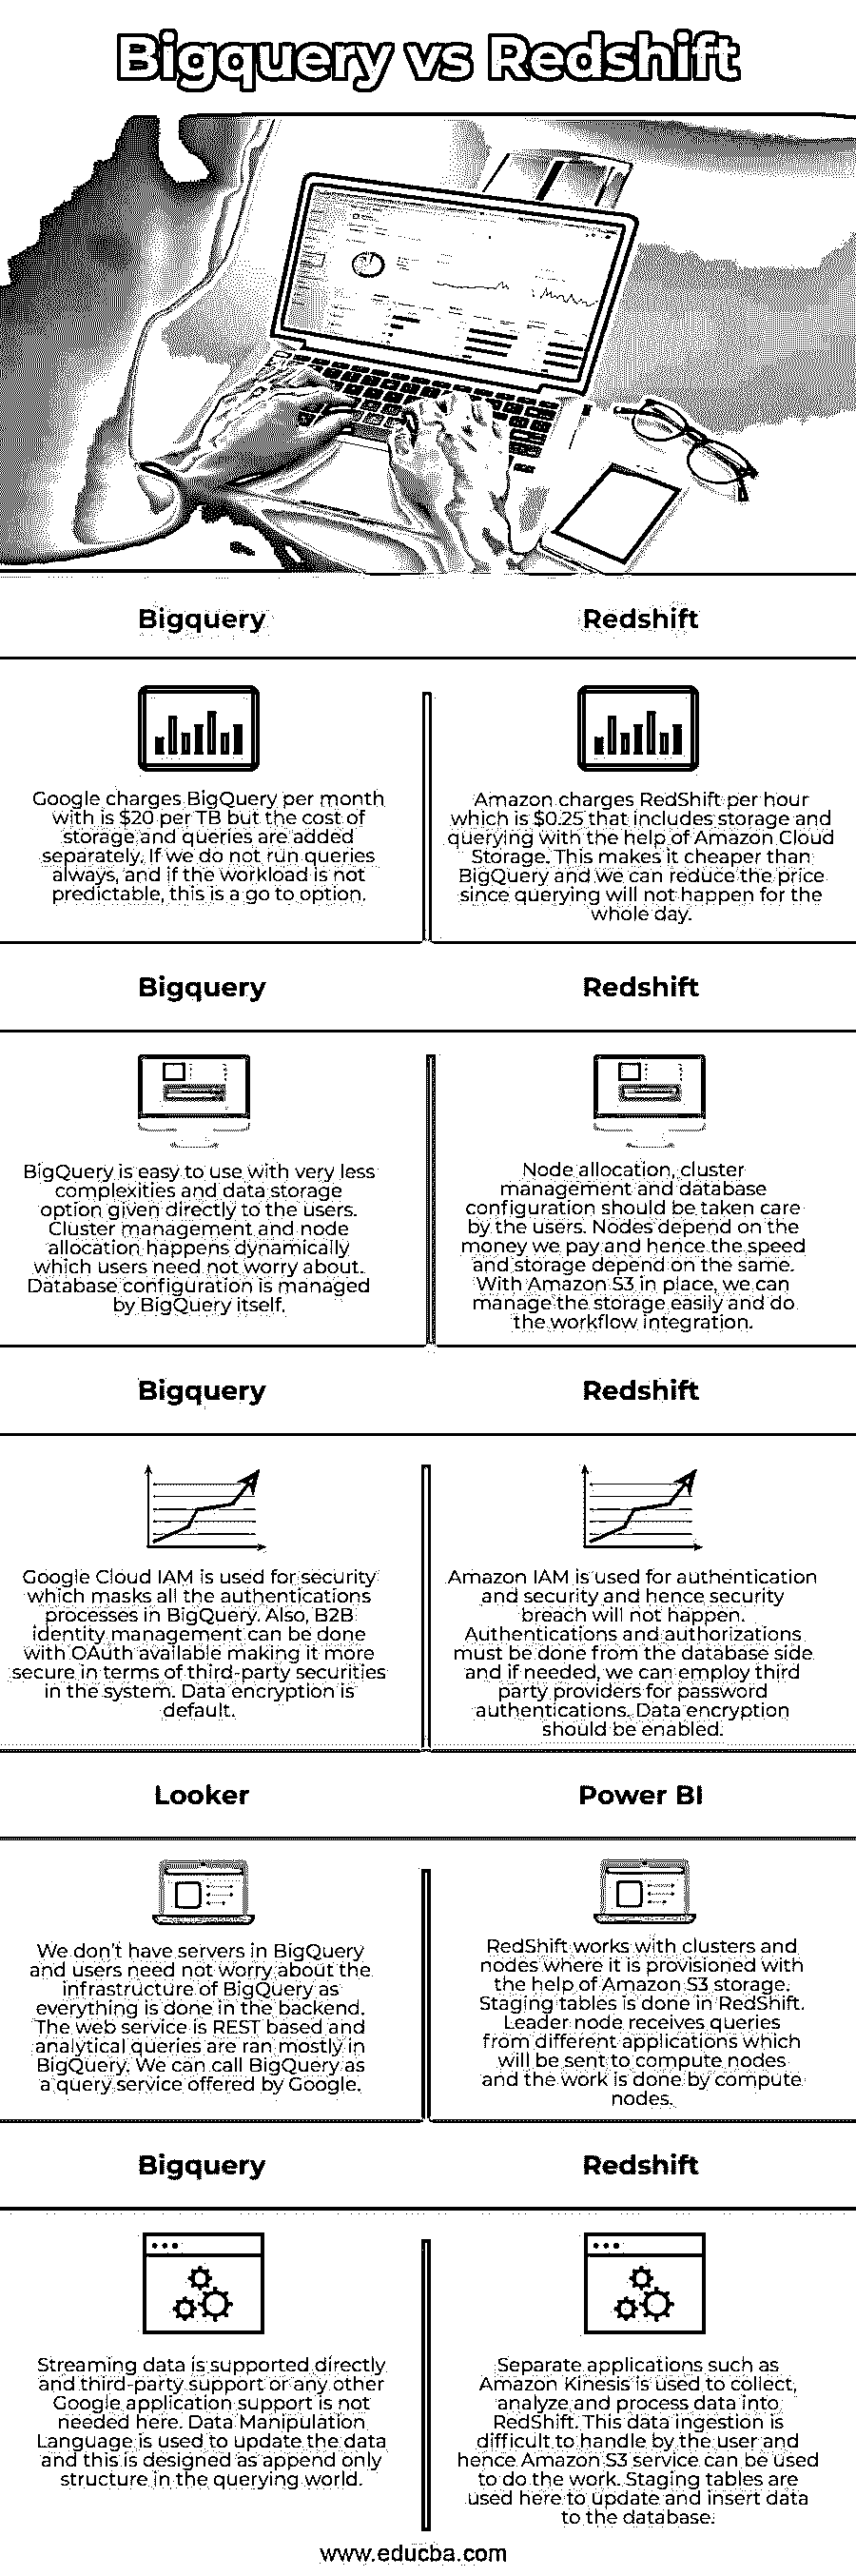 Bigquery vs Redshift
Bigquery
Redshift
Google charges BigQuery per month
with is $20 per TB but the cost of
storage and queries are added
separately. If we do not run queries
always, and if the workload is not
predictable, this is a go to option.
Amazon charges RedShift per hour
which is $0.25 that includes storage and
querying with the help of Amazon Cloud
Storage. This makes it cheaper than
BigQuery and we can reduce the price
since querying will not happen for the
whole day.
Bigquery
Redshift
BigQuery is easy to use with very less
complexities and data storage
option given directly to the users.
Cluster management and node
allocation happens dynamically
which users need not worry about.
Database configuration is managed
by BigQuery itself.
Node allocation, cluster
management and database
configuration should be taken care
by the users. Nodes depend on the
money we pay and hence the speed
and storage depend on the same.
With Amazon S3 in place, we can
manage the storage easily and do
the workflow integration.
Bigquery
Redshift
Google Cloud IAM is used for security
which masks all the authentications
processes in BigQuery. Also, B2B
identity management can be done
with OAuth available making it more
secure in terms of third-party securities
in the system. Data encryption is
default.
Amazon IAM is used for authentication
and security and hence security
breach will not happen.
Authentications and authorizations
must be done from the database side
and if needed, we can employ third
party providers for password
authentications. Data encryption
should be enabled.
Looker
Power BI
We don't have servers in BigQuery
and users need not worry about the
infrastructure of BigQuery as
everything is done in the backend.
The web service is REST based and
analytical queries are ran mostly in
BigQuery. We can call BigQuery as
a query service offered by Google.
RedShift works with clusters and
nodes where it is provisioned with
the help of Amazon S3 storage.
Staging tables is done in RedShift.
Leader node receives queries
from different applications which
will be sent to compute nodes
and the work is done by compute
nodes.
Bigquery
Redshift
Streaming data is supported directly
and third-party support or any other
Google application support is not
needed here. Data Manipulation
Language is used to update the data
and this is designed as append only
structure in the querying world.
Separate applications such as
Amazon Kinesis is used to collect,
analyze and process data into
RedShift. This data ingestion is
difficult to handle by the user and
hence Amazon S3 service can be used
to do the work. Staging tables are
used here to update and insert data
to the database.
www.educba.com